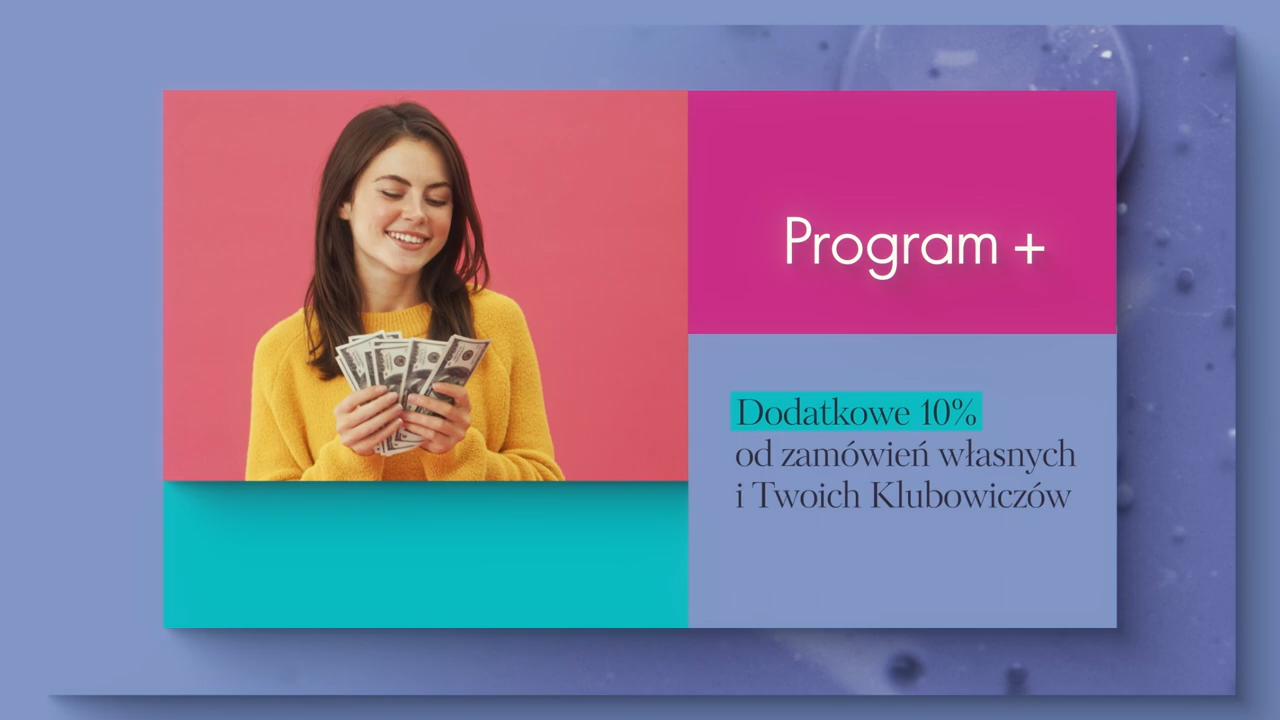 Program +
Dodatkowe 10%
od zamówień własnych
i Twoich Klubowiczów